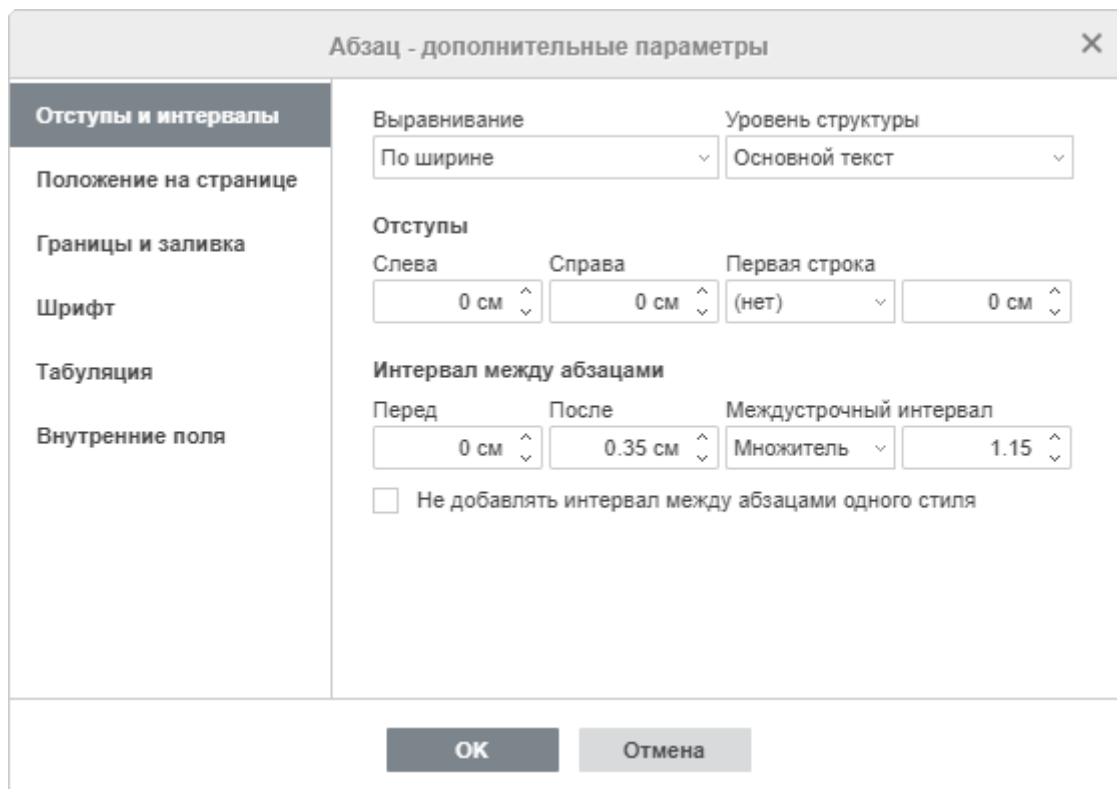 Абзац - дополнительные параметры
Отступы и интервалы
Положение на странице
Границы и заливка
Шрифт
Табуляция
Внутренние поля
Выравнивание Уровень структуры
По ширине Основной текст
Отступы
Слева Справа Первая строка
0 см 0 см (нет) 0 см
Интервал между абзацами
Перед После Междустрочный интервал
0 см 0.35 см Множитель 1.15
Не добавлять интервал между абзацами одного стиля
OK Отмена